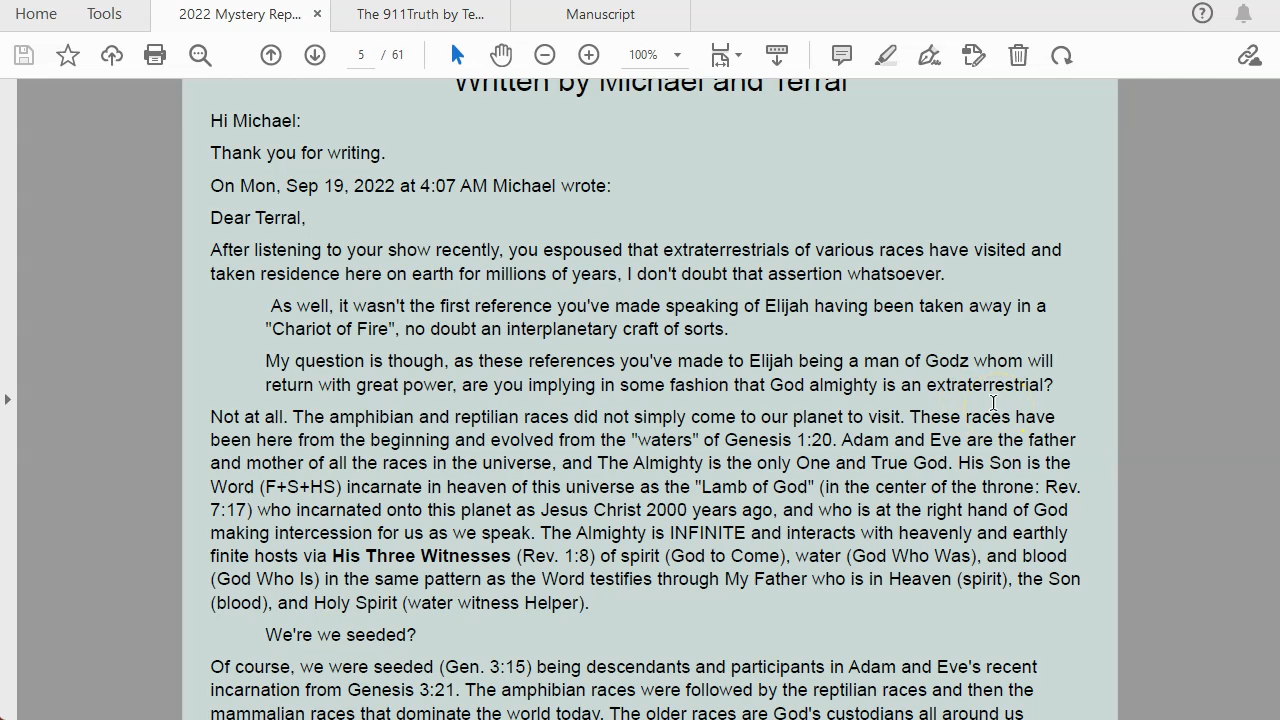 Home Tools 2022 Mystery Rep... × The 911Truth by Te... Manuscript
5 / 61 100%
Written by Michael and Terral
Hi Michael:
Thank you for writing.
On Mon, Sep 19, 2022 at 4:07 AM Michael wrote:
Dear Terral,
After listening to your show recently, you espoused that extraterrestrials of various races have visited and
taken residence here on earth for millions of years, I don't doubt that assertion whatsoever.
As well, it wasn't the first reference you've made speaking of Elijah having been taken away in a
"Chariot of Fire", no doubt an interplanetary craft of sorts.
My question is though, as these references you've made to Elijah being a man of Godz whom will
return with great power, are you implying in some fashion that God almighty is an extraterrestrial?
Not at all. The amphibian and reptilian races did not simply come to our planet to visit. These races have
been here from the beginning and evolved from the "waters" of Genesis 1:20. Adam and Eve are the father
and mother of all the races in the universe, and The Almighty is the only One and True God. His Son is the
Word (F+S+HS) incarnate in heaven of this universe as the "Lamb of God" (in the center of the throne: Rev.
7:17) who incarnated onto this planet as Jesus Christ 2000 years ago, and who is at the right hand of God
making intercession for us as we speak. The Almighty is INFINITE and interacts with heavenly and earthly
finite hosts via His Three Witnesses (Rev. 1:8) of spirit (God to Come), water (God Who Was), and blood
(God Who Is) in the same pattern as the Word testifies through My Father who is in Heaven (spirit), the Son
(blood), and Holy Spirit (water witness Helper).
We're we seeded?
Of course, we were seeded (Gen. 3:15) being descendants and participants in Adam and Eve's recent
incarnation from Genesis 3:21. The amphibian races were followed by the reptilian races and then the
mammalian races that dominate the world today. The older races are God's custodians all around us